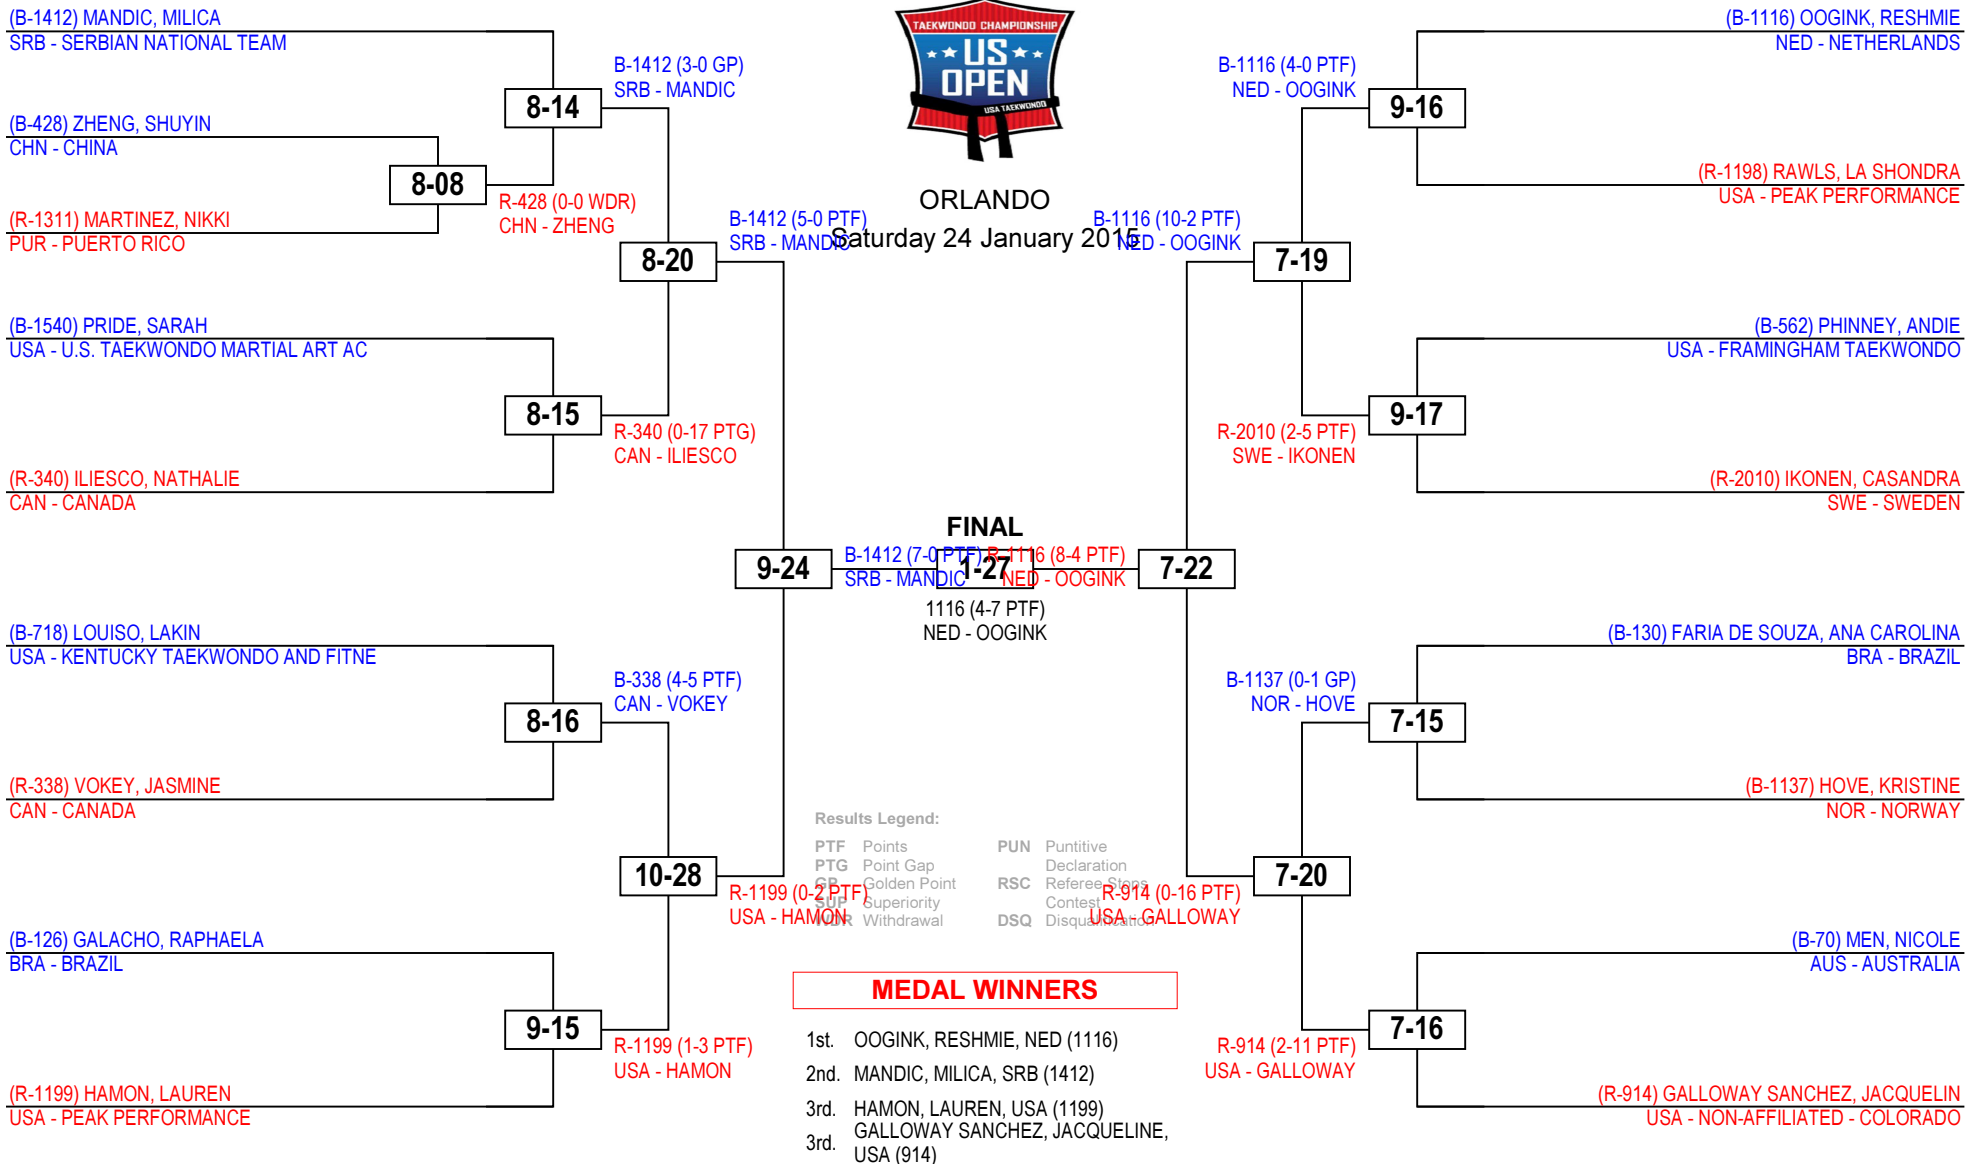 (B-1412) MANDIC, MILICA
SRB - SERBIAN NATIONAL TEAM
(B-428) ZHENG, SHUYIN
CHN - CHINA
(R-1311) MARTINEZ, NIKKI
PUR - PUERTO RICO
(B-1540) PRIDE, SARAH
USA - U.S. TAEKWONDO MARTIAL ART AC
(R-340) ILIESCO, NATHALIE
CAN - CANADA
(B-718) LOUISO, LAKIN
USA - KENTUCKY TAEKWONDO AND FITNE
(R-338) VOKEY, JASMINE
CAN - CANADA
(B-126) GALACHO, RAPHAELA
BRA - BRAZIL
(R-1199) HAMON, LAUREN
USA - PEAK PERFORMANCE
8-08
R-428 (0-0 WDR)
CHN - ZHENG
8-14
B-1412 (3-0 GP)
SRB - MANDIC
8-15
R-340 (0-17 PTG)
CAN - ILIESCO
8-16
B-338 (4-5 PTF)
CAN - VOKEY
9-15
R-1199 (1-3 PTF)
USA - HAMON
8-20
B-1412 (5-0 PTF)
SRB - MANDIC
10-28
R-1199 (0-2 PTF)
USA - HAMON
9-24
B-1412 (7-0 PTF)
SRB - MANDIC
TAEKWONDO CHAMPIONSHIP
US
OPEN
USA TAEKWONDO
ORLANDO
Saturday 24 January 2015
FINAL
1-27
1116 (4-7 PTF)
NED - OOGINK
R-1116 (8-4 PTF)
NED - OOGINK
7-22
B-1116 (10-2 PTF)
NED - OOGINK
7-19
R-914 (0-16 PTF)
USA - GALLOWAY
7-20
B-1116 (4-0 PTF)
NED - OOGINK
9-16
R-2010 (2-5 PTF)
SWE - IKONEN
9-17
B-1137 (0-1 GP)
NOR - HOVE
7-15
R-914 (2-11 PTF)
USA - GALLOWAY
7-16
(B-1116) OOGINK, RESHMIE
NED - NETHERLANDS
(R-1198) RAWLS, LA SHONDRA
USA - PEAK PERFORMANCE
(B-562) PHINNEY, ANDIE
USA - FRAMINGHAM TAEKWONDO
(R-2010) IKONEN, CASANDRA
SWE - SWEDEN
(B-130) FARIA DE SOUZA, ANA CAROLINA
BRA - BRAZIL
(B-1137) HOVE, KRISTINE
NOR - NORWAY
(B-70) MEN, NICOLE
AUS - AUSTRALIA
(R-914) GALLOWAY SANCHEZ, JACQUELIN
USA - NON-AFFILIATED - COLORADO
Results Legend:
PTF Points
PTG Point Gap
GP Golden Point
SUP Superiority
WDR Withdrawal
PUN Puntitive
Declaration
RSC Referee Stops
Contest
DSQ Disqualification
MEDAL WINNERS
1st. OOGINK, RESHMIE, NED (1116)
2nd. MANDIC, MILICA, SRB (1412)
3rd. HAMON, LAUREN, USA (1199)
3rd. GALLOWAY SANCHEZ, JACQUELINE,
USA (914)